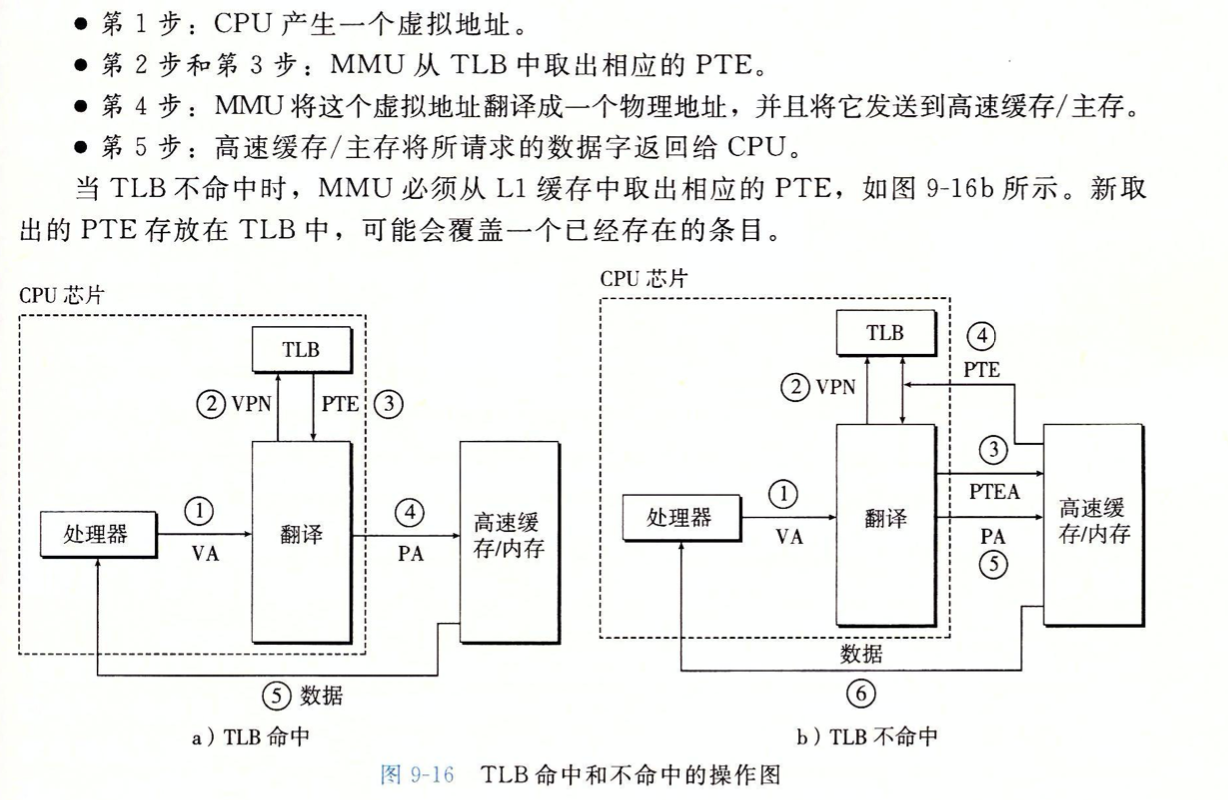 ● 第 1 步：CPU 产生一个虚拟地址。
● 第 2 步和第 3 步：MMU 从 TLB 中取出相应的 PTE。
● 第 4 步：MMU 将这个虚拟地址翻译成一个物理地址，并且将它发送到高速缓存/主存。
● 第 5 步：高速缓存/主存将所请求的数据字返回给 CPU。
当 TLB 不命中时，MMU 必须从 L1 缓存中取出相应的 PTE，如图 9-16b 所示。新取
出的 PTE 存放在 TLB 中，可能会覆盖一个已经存在的条目。
CPU 芯片
TLB
② VPN
PTE ③
处理器
①
VA
翻译
④
PA
高速缓
存/内存
⑤ 数据
a）TLB 命中
CPU 芯片
TLB
② VPN
④
PTE
处理器
①
VA
翻译
③
PTEA
PA
⑤
高速缓
存/内存
数据
⑥
b）TLB 不命中
图 9-16 TLB 命中和不命中的操作图